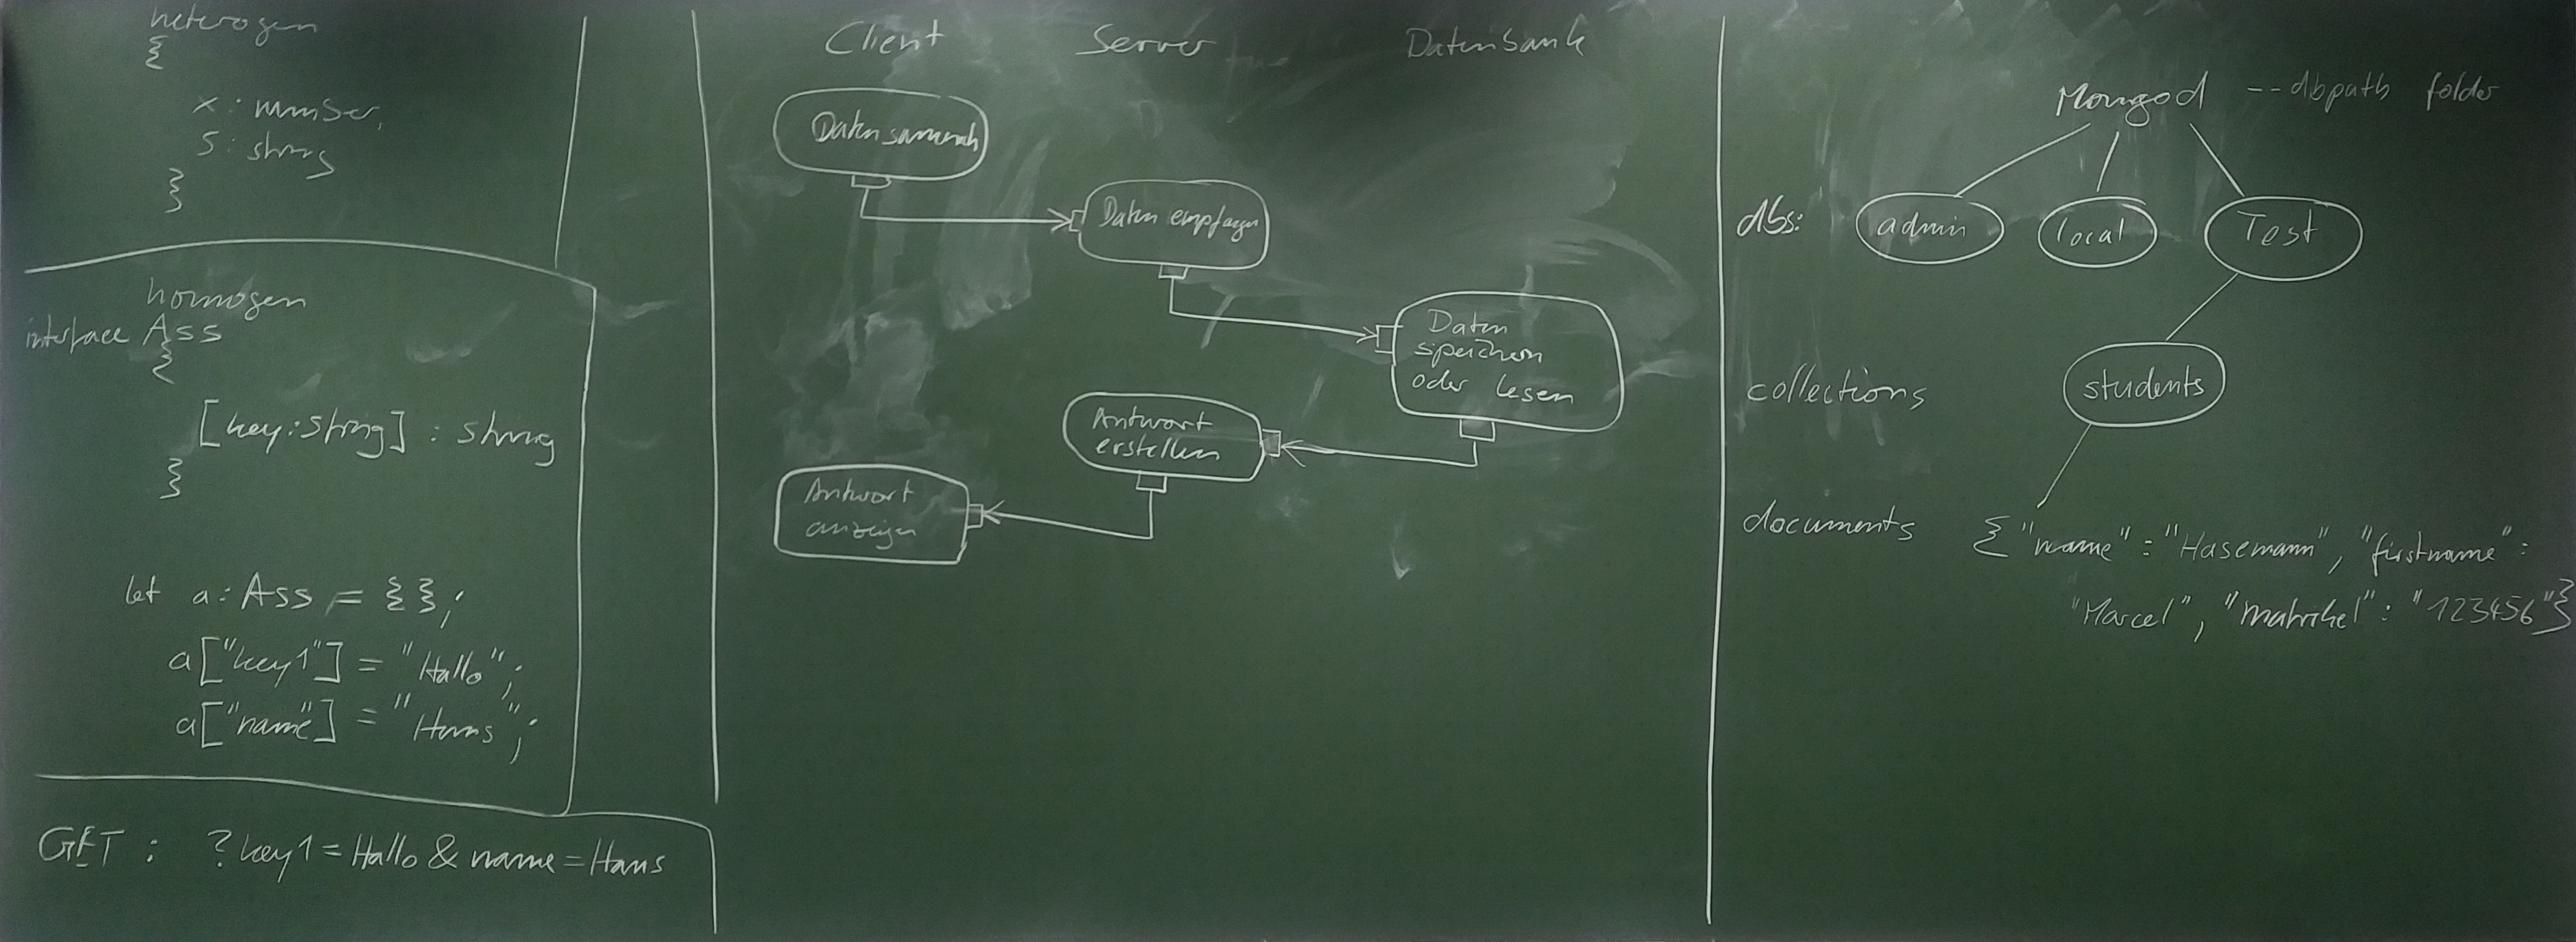 heterogen
{
x : number,
s : string
}
homogen
interface Ass
{
[key:string] : string
}
let a : Ass = {};
a["key1"] = "Hallo";
a["name"] = "Hans";
GET : ?key1=Hallo&name=Hans
Client Server Datenbank
Daten sammeln
Daten empfangen
Daten
speichern
oder lesen
Antwort
erstellen
Antwort
anzeigen
Mongod --dbpath folder
dbs: admin local Test
collections students
documents {"name" : "Hasemann", "firstname" :
"Marcel", "matrikel" : "123456"}